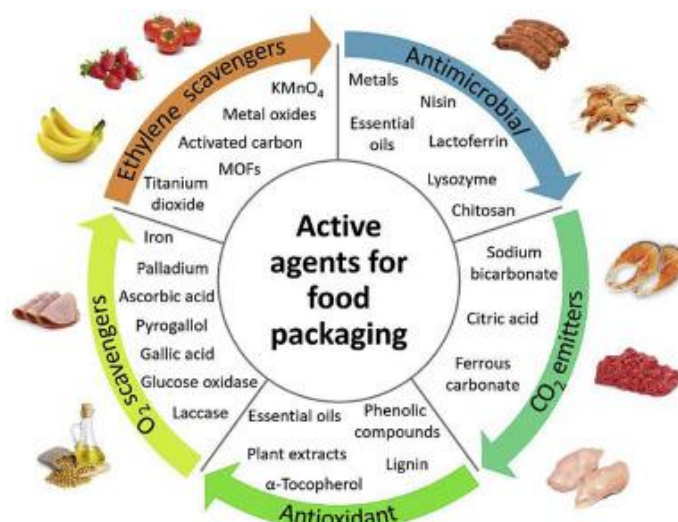 Ethylene scavengers
KMnO₄
Metal oxides
Activated carbon
MOFs
Titanium
dioxide
Antimicrobial
Metals
Nisin
Essential
oils
Lactoferrin
Lysozyme
Chitosan
Active
agents for
food
packaging
CO₂ emitters
Sodium
bicarbonate
Citric acid
Ferrous
carbonate
Antioxidant
Essential oils
Phenolic
compounds
Plant extracts
Lignin
α-Tocopherol
O₂ scavengers
Iron
Palladium
Ascorbic acid
Pyrogallol
Gallic acid
Glucose oxidase
Laccase